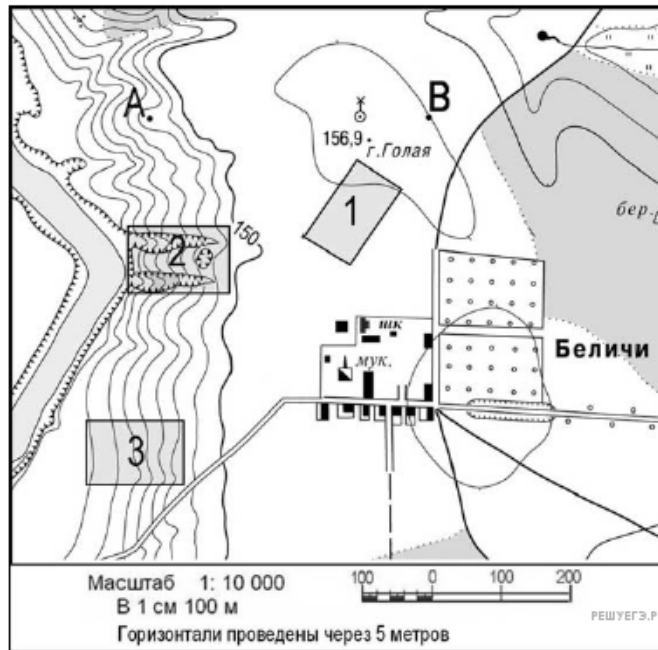 А
В
156,9
г. Голая
бер.
1
150
2
шк
Беличи
мук.
3
Масштаб 1: 10 000
В 1 см 100 м
100 0 100 200
Горизонтали проведены через 5 метров
РЕШУЕГЭ.Р